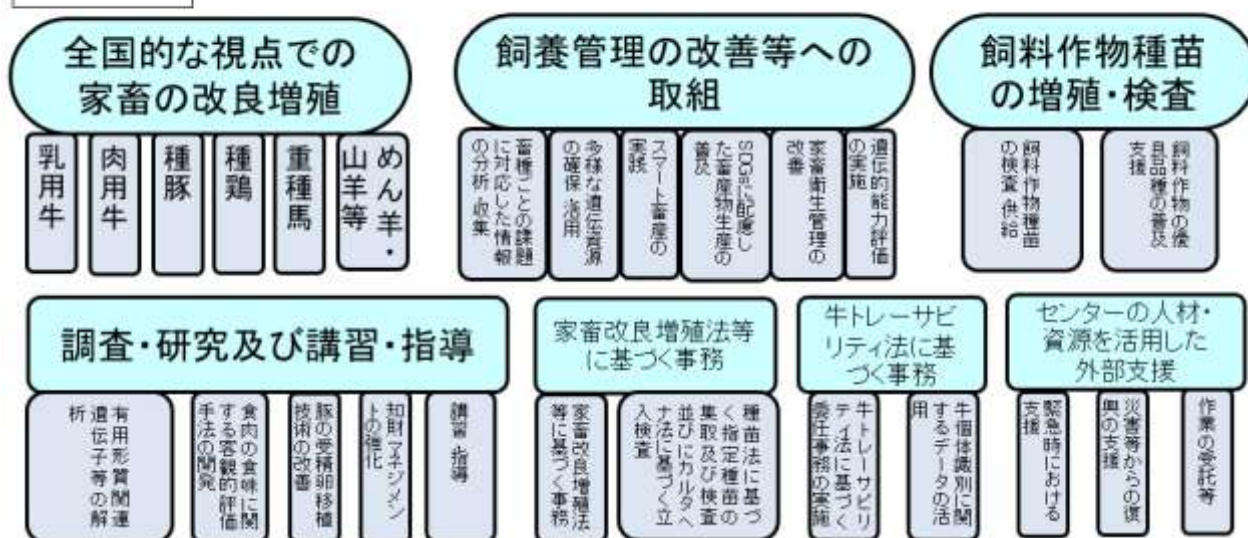 全国的な視点での
家畜の改良増殖
乳用牛
肉用牛
種豚
種鶏
重種馬
めん羊・
山羊等
飼養管理の改善等への
取組
畜種ごとの課題
に対応した情報
の分析・収集
多様な遺伝資源
の確保・活用
スマート畜産の
実践
SDGsに配慮し
た畜産物生産の
普及
家畜衛生管理の
改善
遺伝的能力評価
の実施
飼料作物種苗
の増殖・検査
飼料作物種苗
の検査・供給
飼料作物の優
良品種の普及
支援
調査・研究及び講習・指導
有用形質関連
遺伝子等の解
析
食肉の食味に関
する客観的評価
手法の開発
豚の受精卵移植
技術の改善
知財マネジメン
トの強化
講習・指導
家畜改良増殖法等
に基づく事務
家畜改良増殖法
等に基づく事務
種苗法に基づ
く指定種苗の
集取及び検査
並びにカルタヘ
ナ法に基づく立
入検査
牛トレーサビ
リティ法に基
づく事務
牛トレーサビリ
ティ法に基づく
委任事務の実施
牛個体識別に関
するデータの活
用
センターの人材・
資源を活用した
外部支援
緊急時における
支援
災害等からの復
興の支援
作業の受託等